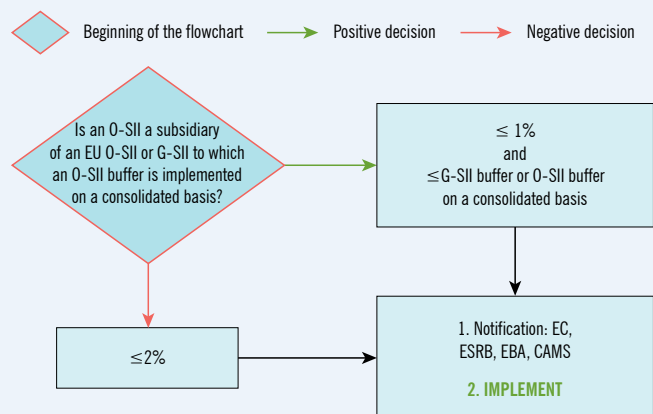 Beginning of the flowchart
Positive decision
Negative decision
Is an O-SII a subsidiary
of an EU O-SII or G-SII to which
an O-SII buffer is implemented
on a consolidated basis?
≤ 1%
and
≤G-SII buffer or O-SII buffer
on a consolidated basis
≤2%
1. Notification: EC,
ESRB, EBA, CAMS
2. IMPLEMENT